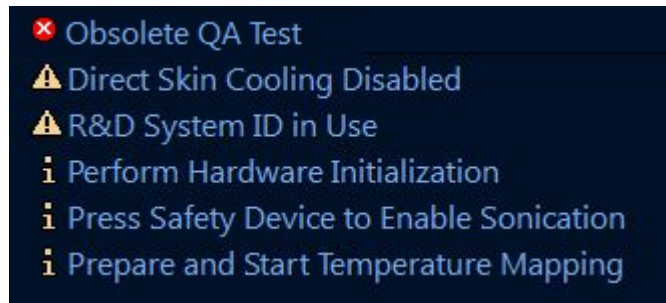 Obsolete QA Test
Direct Skin Cooling Disabled
R&D System ID in Use
Perform Hardware Initialization
Press Safety Device to Enable Sonication
Prepare and Start Temperature Mapping